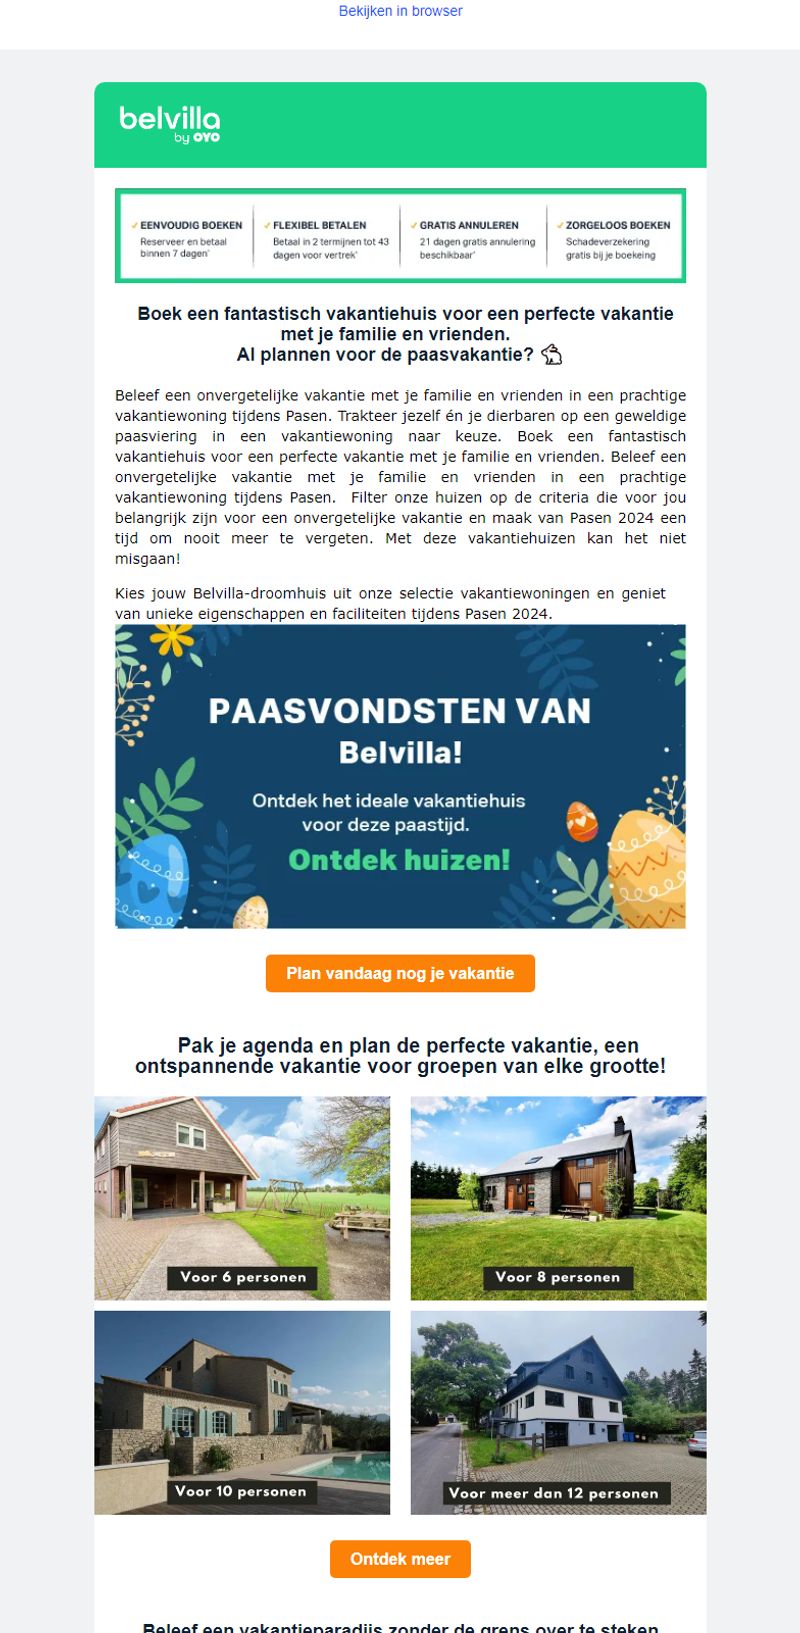 Bekijken in browser
belvilla
by OYO
EENVOUDIG BOEKEN
Reserveer en betaal
binnen 7 dagen*
FLEXIBEL BETALEN
Betaal in 2 termijnen tot 43
dagen voor vertrek*
GRATIS ANNULEREN
21 dagen gratis annulering
beschikbaar*
ZORGELOOS BOEKEN
Schadeverzekering
gratis bij je boekeing
Boek een fantastisch vakantiehuis voor een perfecte vakantie
met je familie en vrienden.
Al plannen voor de paasvakantie?
Beleef een onvergetelijke vakantie met je familie en vrienden in een prachtige
vakantiewoning tijdens Pasen. Trakteer jezelf én je dierbaren op een geweldige
paasviering in een vakantiewoning naar keuze. Boek een fantastisch
vakantiehuis voor een perfecte vakantie met je familie en vrienden. Beleef een
onvergetelijke vakantie met je familie en vrienden in een prachtige
vakantiewoning tijdens Pasen. Filter onze huizen op de criteria die voor jou
belangrijk zijn voor een onvergetelijke vakantie en maak van Pasen 2024 een
tijd om nooit meer te vergeten. Met deze vakantiehuizen kan het niet
misgaan!
Kies jouw Belvilla-droomhuis uit onze selectie vakantiewoningen en geniet
van unieke eigenschappen en faciliteiten tijdens Pasen 2024.
PAASVONDSTEN VAN
Belvilla!
Ontdek het ideale vakantiehuis
voor deze paastijd.
Ontdek huizen!
Plan vandaag nog je vakantie
Pak je agenda en plan de perfecte vakantie, een
ontspannende vakantie voor groepen van elke grootte!
Voor 6 personen
Voor 8 personen
Voor 10 personen
Voor meer dan 12 personen
Ontdek meer
Beleef een vakantieparadijs zonder de grens over te steken